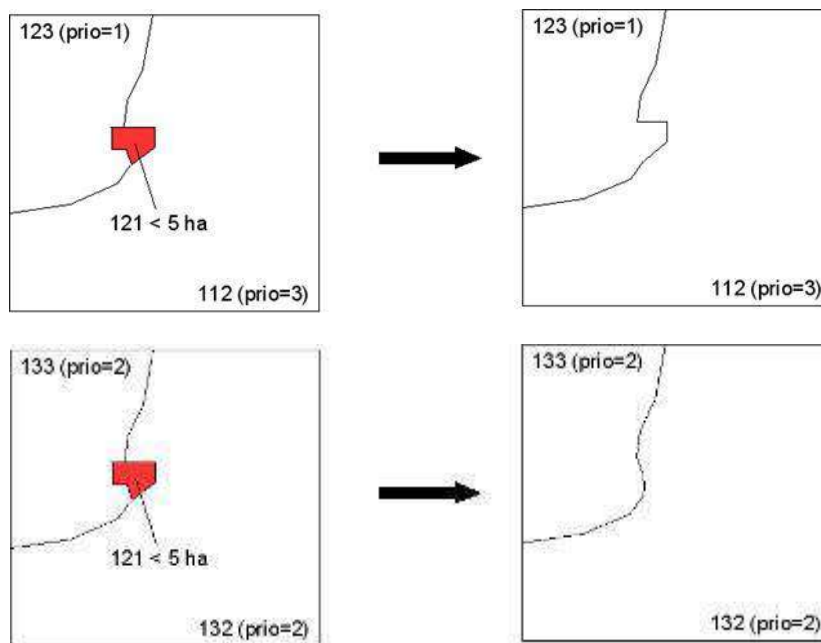 123 (prio=1)
121 < 5 ha
112 (prio=3)
123 (prio=1)
112 (prio=3)
133 (prio=2)
121 < 5 ha
132 (prio=2)
133 (prio=2)
132 (prio=2)